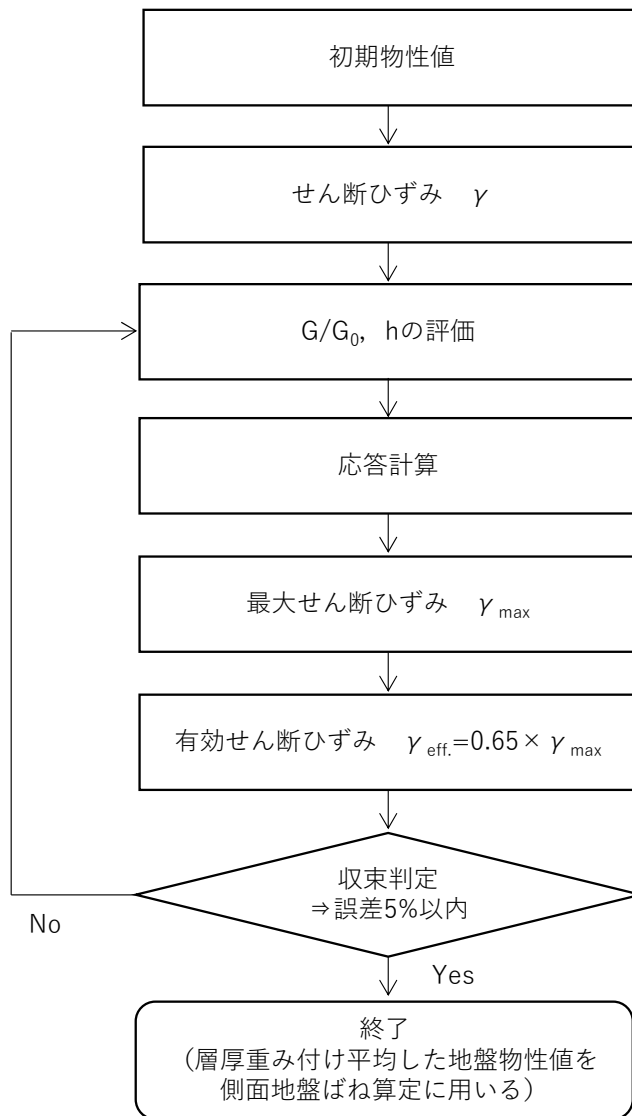 初期物性値
せん断ひずみ　γ
G/G₀，hの評価
応答計算
最大せん断ひずみ　γ max
有効せん断ひずみ　γ eff.=0.65× γ max
収束判定
⇒誤差5%以内
No
Yes
終了
（層厚重み付け平均した地盤物性値を
側面地盤ばね算定に用いる）